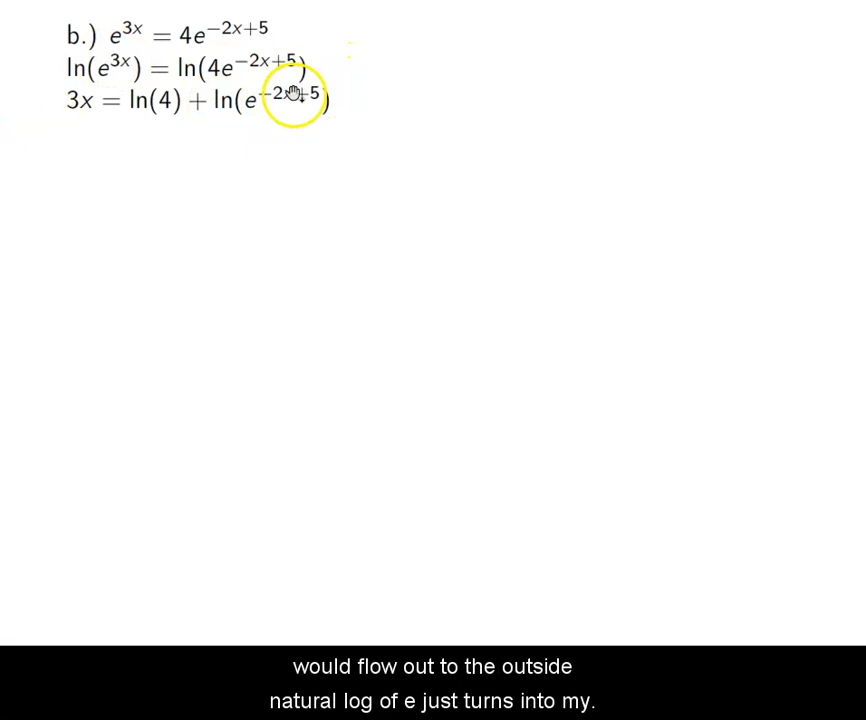 b.) e^{3x} = 4e^{−2x+5}
ln(e^{3x}) = ln(4e^{−2x+5})
3x = ln(4) + ln(e^{−2x+5})
would flow out to the outside
natural log of e just turns into my.